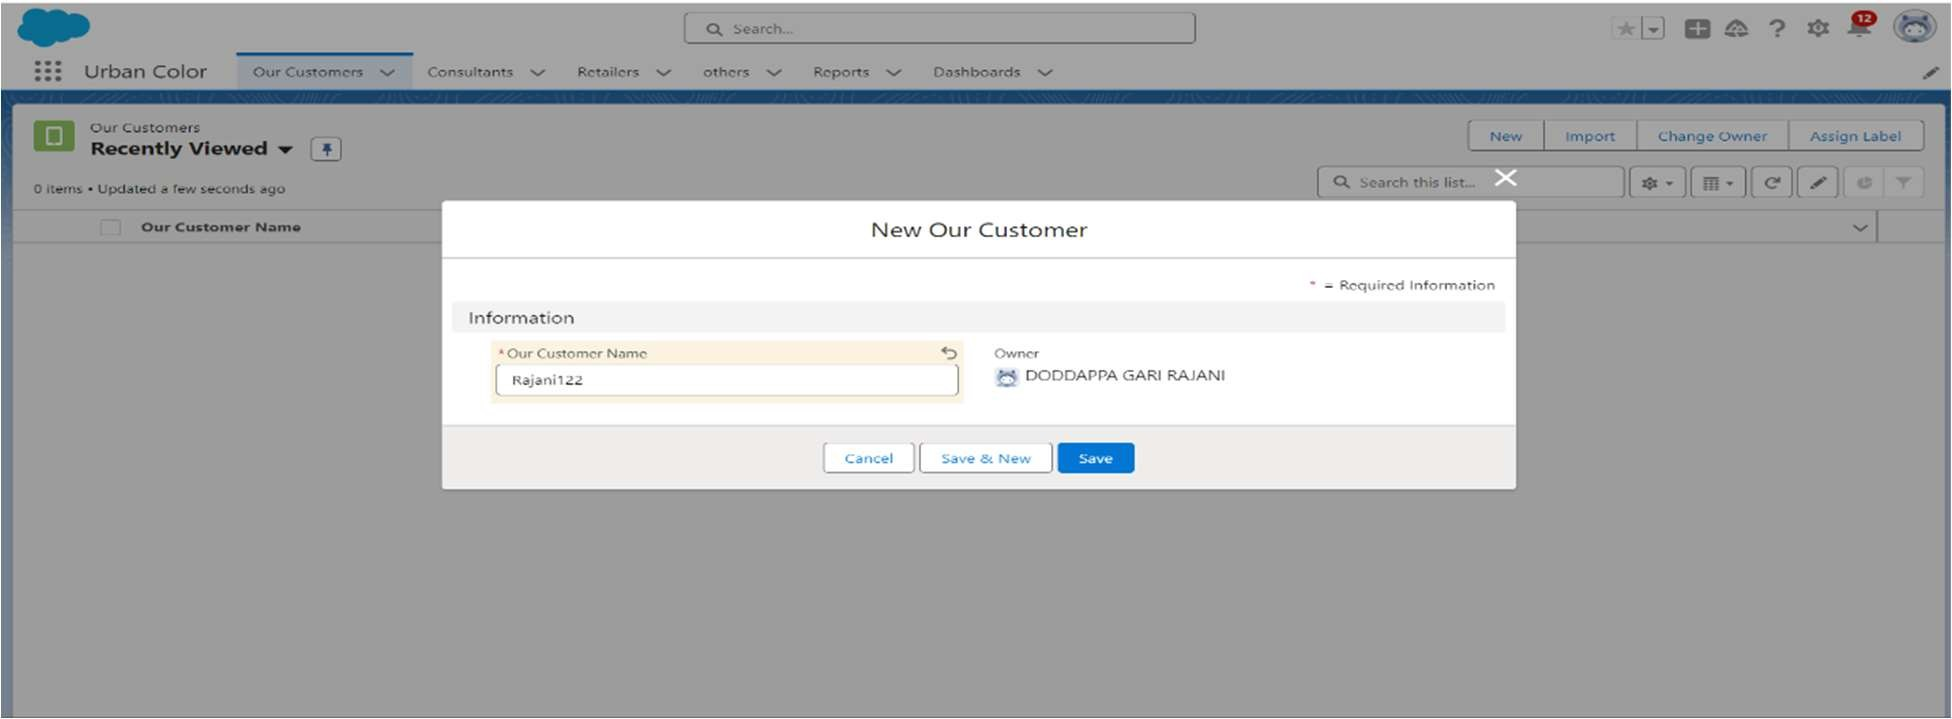 Search...
12
Urban Color Our Customers Consultants Retailers others Reports Dashboards
Our Customers
Recently Viewed
New Import Change Owner Assign Label
0 items • Updated a few seconds ago
Search this list...
Our Customer Name
New Our Customer
* = Required Information
Information
*Our Customer Name
Rajani122
Owner
DODDAPPA GARI RAJANI
Cancel Save & New Save